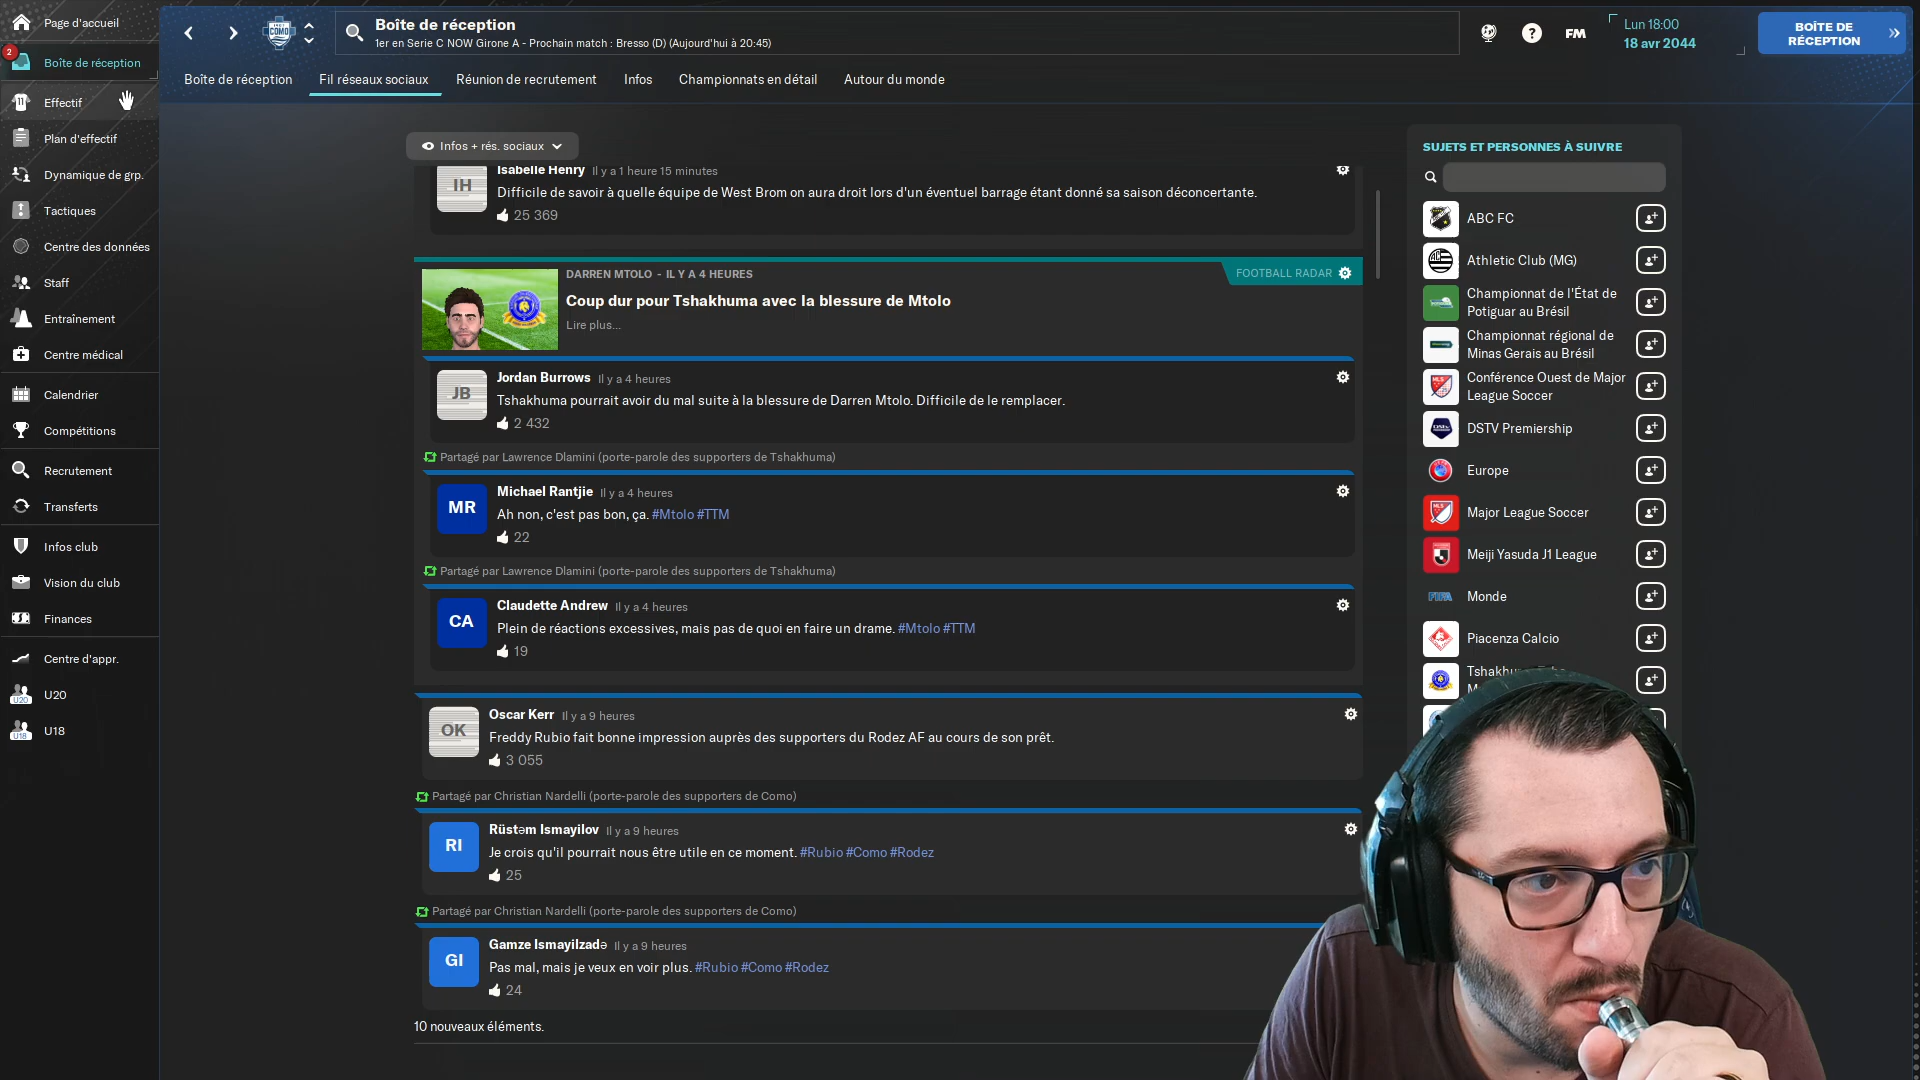 Page d'accueil
2
Boîte de réception
Effectif
Plan d'effectif
Dynamique de grp.
Tactiques
Centre des données
Staff
Entraînement
Centre médical
Calendrier
Compétitions
Recrutement
Transferts
Infos club
Vision du club
Finances
Centre d'appr.
U20
U20
U18
U18
COMO
Boîte de réception
1er en Serie C NOW Girone A - Prochain match : Bresso (D) (Aujourd'hui à 20:45)
FM
Lun 18:00
18 avr 2044
BOÎTE DE
RÉCEPTION
Boîte de réception
Fil réseaux sociaux
Réunion de recrutement
Infos
Championnats en détail
Autour du monde
Infos + rés. sociaux
IH
Isabelle Henry Il y a 1 heure 15 minutes
Difficile de savoir à quelle équipe de West Brom on aura droit lors d'un éventuel barrage étant donné sa saison déconcertante.
25 369
DARREN MTOLO - IL Y A 4 HEURES
FOOTBALL RADAR
Coup dur pour Tshakhuma avec la blessure de Mtolo
Lire plus...
JB
Jordan Burrows Il y a 4 heures
Tshakhuma pourrait avoir du mal suite à la blessure de Darren Mtolo. Difficile de le remplacer.
2 432
Partagé par Lawrence Dlamini (porte-parole des supporters de Tshakhuma)
MR
Michael Rantjie Il y a 4 heures
Ah non, c'est pas bon, ça. #Mtolo #TTM
22
Partagé par Lawrence Dlamini (porte-parole des supporters de Tshakhuma)
CA
Claudette Andrew Il y a 4 heures
Plein de réactions excessives, mais pas de quoi en faire un drame. #Mtolo #TTM
19
OK
Oscar Kerr Il y a 9 heures
Freddy Rubio fait bonne impression auprès des supporters du Rodez AF au cours de son prêt.
3 055
Partagé par Christian Nardelli (porte-parole des supporters de Como)
RI
Rüstəm Ismayilov Il y a 9 heures
Je crois qu'il pourrait nous être utile en ce moment. #Rubio #Como #Rodez
25
Partagé par Christian Nardelli (porte-parole des supporters de Como)
GI
Gamze Ismayilzadə Il y a 9 heures
Pas mal, mais je veux en voir plus. #Rubio #Como #Rodez
24
10 nouveaux éléments.
SUJETS ET PERSONNES À SUIVRE
ABC FC
Athletic Club (MG)
Championnat de l'État de
Potiguar au Brésil
Championnat régional de
Minas Gerais au Brésil
Conférence Ouest de Major
League Soccer
DSTV Premiership
Europe
Major League Soccer
Meiji Yasuda J1 League
FIFA
Monde
Piacenza Calcio